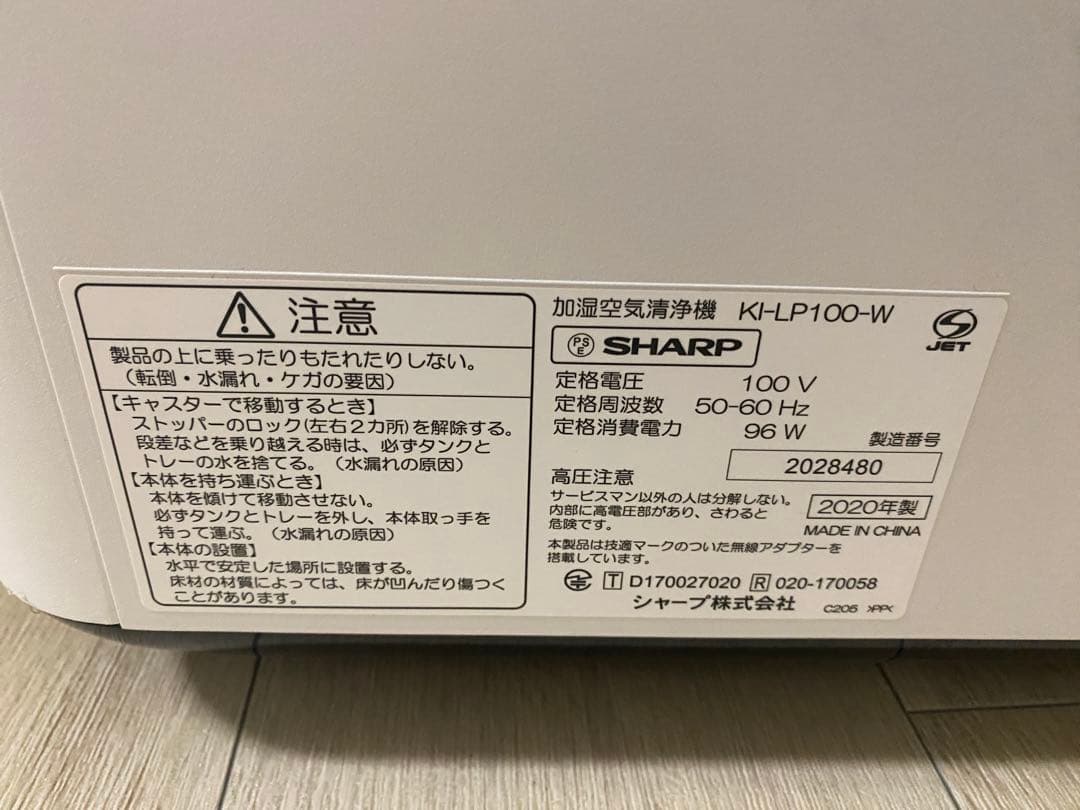 注意
製品の上に乗ったりもたれたりしない。
（転倒・水漏れ・ケガの要因）
【キャスターで移動するとき】
ストッパーのロック(左右2カ所)を解除する。
段差などを乗り越える時は、必ずタンクと
トレーの水を捨てる。（水漏れの原因）
【本体を持ち運ぶとき】
本体を傾けて移動させない。
必ずタンクとトレーを外し、本体取っ手を
持って運ぶ。（水漏れの原因）
【本体の設置】
水平で安定した場所に設置する。
床材の材質によっては、床が凹んだり傷つく
ことがあります。
加湿空気清浄機 KI-LP100-W
PSE SHARP
JET
定格電圧 100 V
定格周波数 50-60 Hz
定格消費電力 96 W
製造番号
2028480
高圧注意
サービスマン以外の人は分解しない。
内部に高電圧部があり、さわると
危険です。
2020年製
MADE IN CHINA
本製品は技適マークのついた無線アダプターを
搭載しています。
T D170027020 R 020-170058
シャープ株式会社 C205 >PP<